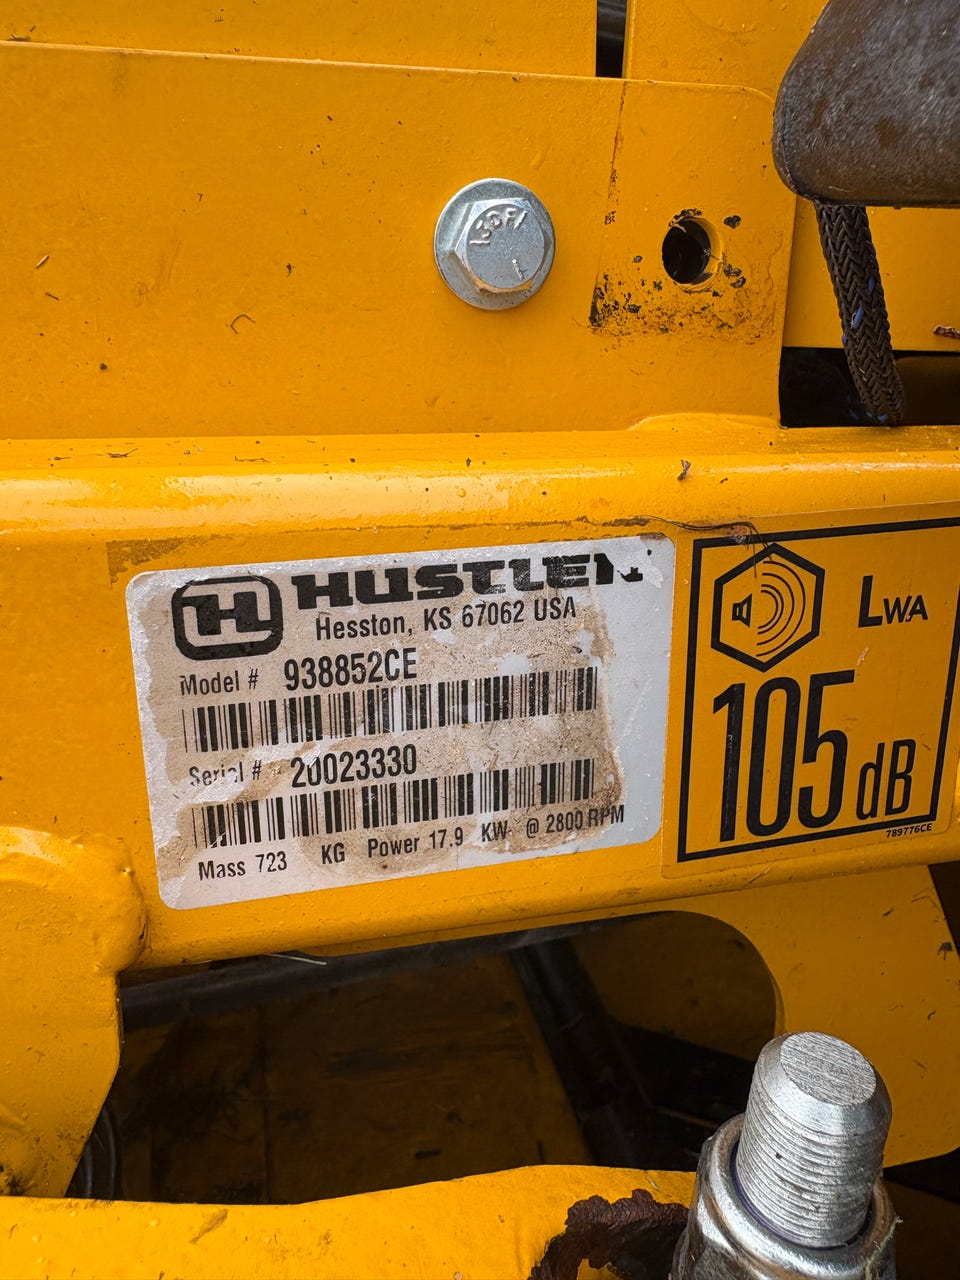 HUSTLER
Hesston, KS 67062 USA
Model # 938852CE
Serial # 20023330
Mass 723 KG Power 17.9 KW @ 2800 RPM
LWA
105 dB
789776CE